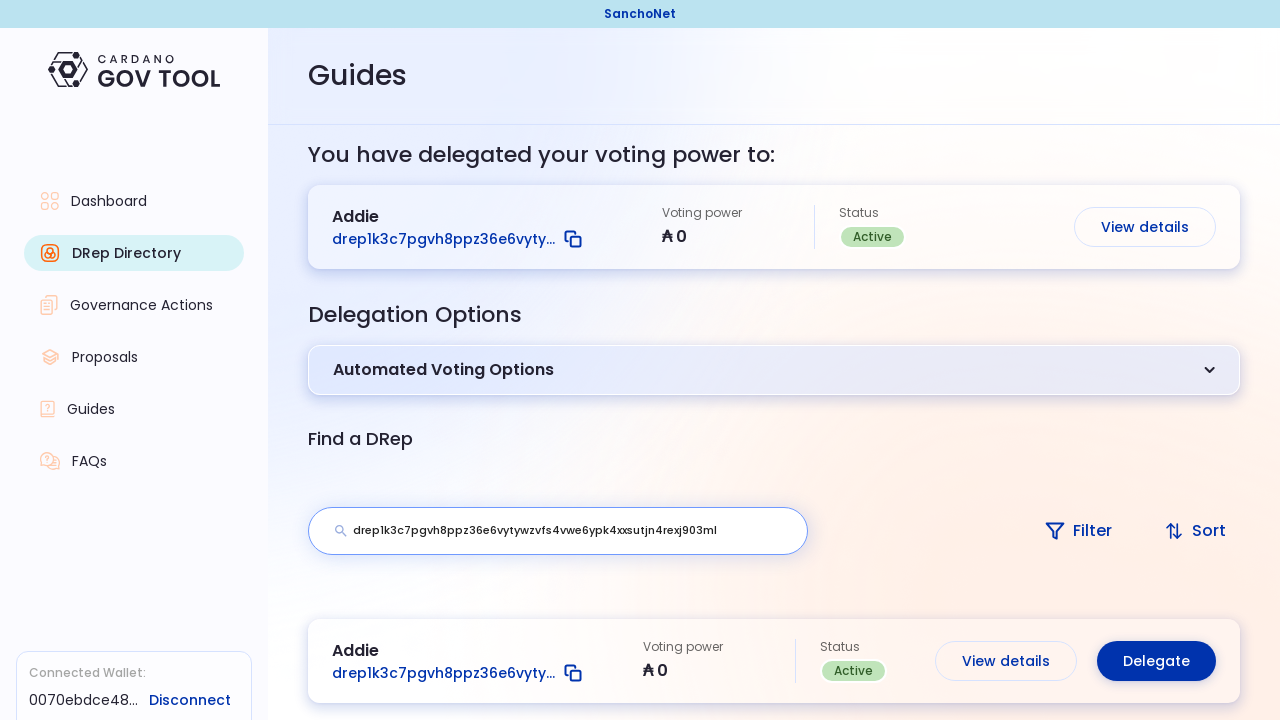 SanchoNet
CARDANO
GOV TOOL
Dashboard
DRep Directory
Governance Actions
Proposals
Guides
FAQs
Connected Wallet:
0070ebdce48... Disconnect
Guides
You have delegated your voting power to:
Addie
drep1k3c7pgvh8ppz36e6vyty...
Voting power
₳ 0
Status
Active
View details
Delegation Options
Automated Voting Options
Find a DRep
drep1k3c7pgvh8ppz36e6vytywzvfs4vwe6ypk4xxsutjn4rexj903ml
Filter
Sort
Addie
drep1k3c7pgvh8ppz36e6vyty...
Voting power
₳ 0
Status
Active
View details
Delegate